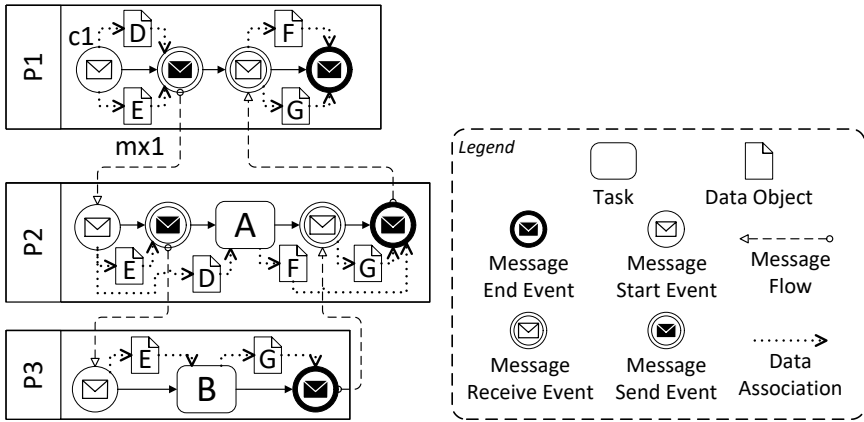 P1
c1
D
E
F
G
mx1
P2
E
D
A
F
G
P3
E
B
G
Legend
Task
Data Object
Message
End Event
Message
Start Event
Message
Flow
Message
Receive Event
Message
Send Event
Data
Association